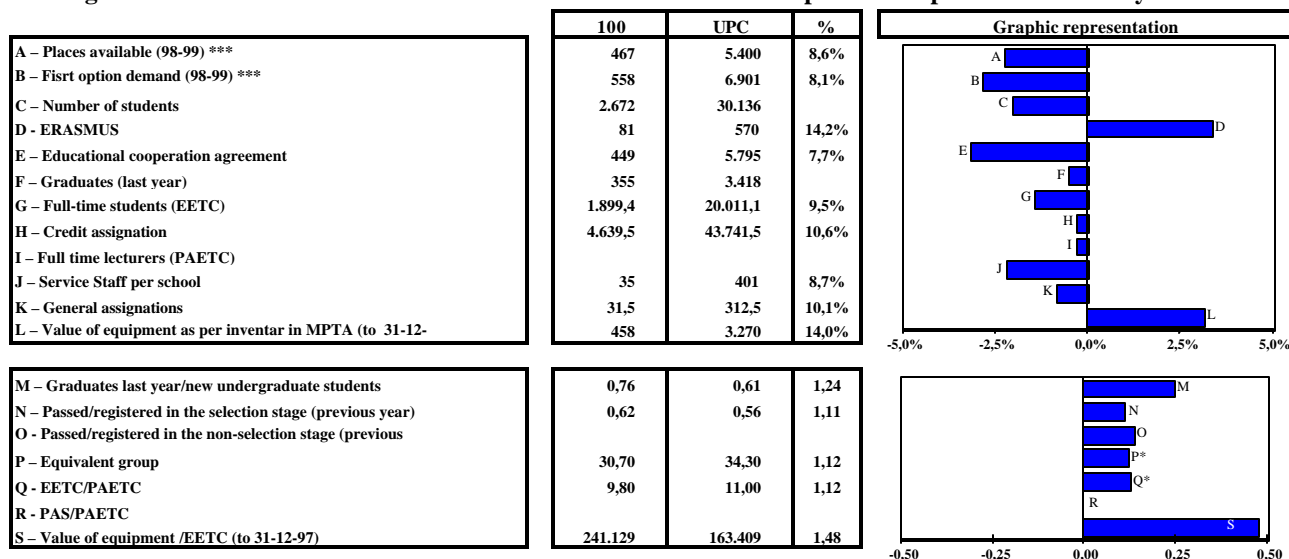 100 UPC % Graphic representation
A – Places available (98-99) *** 467 5.400 8,6%
B – Fisrt option demand (98-99) *** 558 6.901 8,1%
C – Number of students 2.672 30.136
D - ERASMUS 81 570 14,2%
E – Educational cooperation agreement 449 5.795 7,7%
F – Graduates (last year) 355 3.418
G – Full-time students (EETC) 1.899,4 20.011,1 9,5%
H – Credit assignation 4.639,5 43.741,5 10,6%
I – Full time lecturers (PAETC)
J – Service Staff per school 35 401 8,7%
K – General assignations 31,5 312,5 10,1%
L – Value of equipment as per inventar in MPTA (to 31-12- 458 3.270 14,0%
A
B
C
D
E
F
G
H
I
J
K
L
-5,0% -2,5% 0,0% 2,5% 5,0%
M – Graduates last year/new undergraduate students 0,76 0,61 1,24
N – Passed/registered in the selection stage (previous year) 0,62 0,56 1,11
O - Passed/registered in the non-selection stage (previous
P – Equivalent group 30,70 34,30 1,12
Q - EETC/PAETC 9,80 11,00 1,12
R - PAS/PAETC
S – Value of equipment /EETC (to 31-12-97) 241.129 163.409 1,48
M
N
O
P*
Q*
R
S
-0.50 -0.25 0.00 0.25 0.50